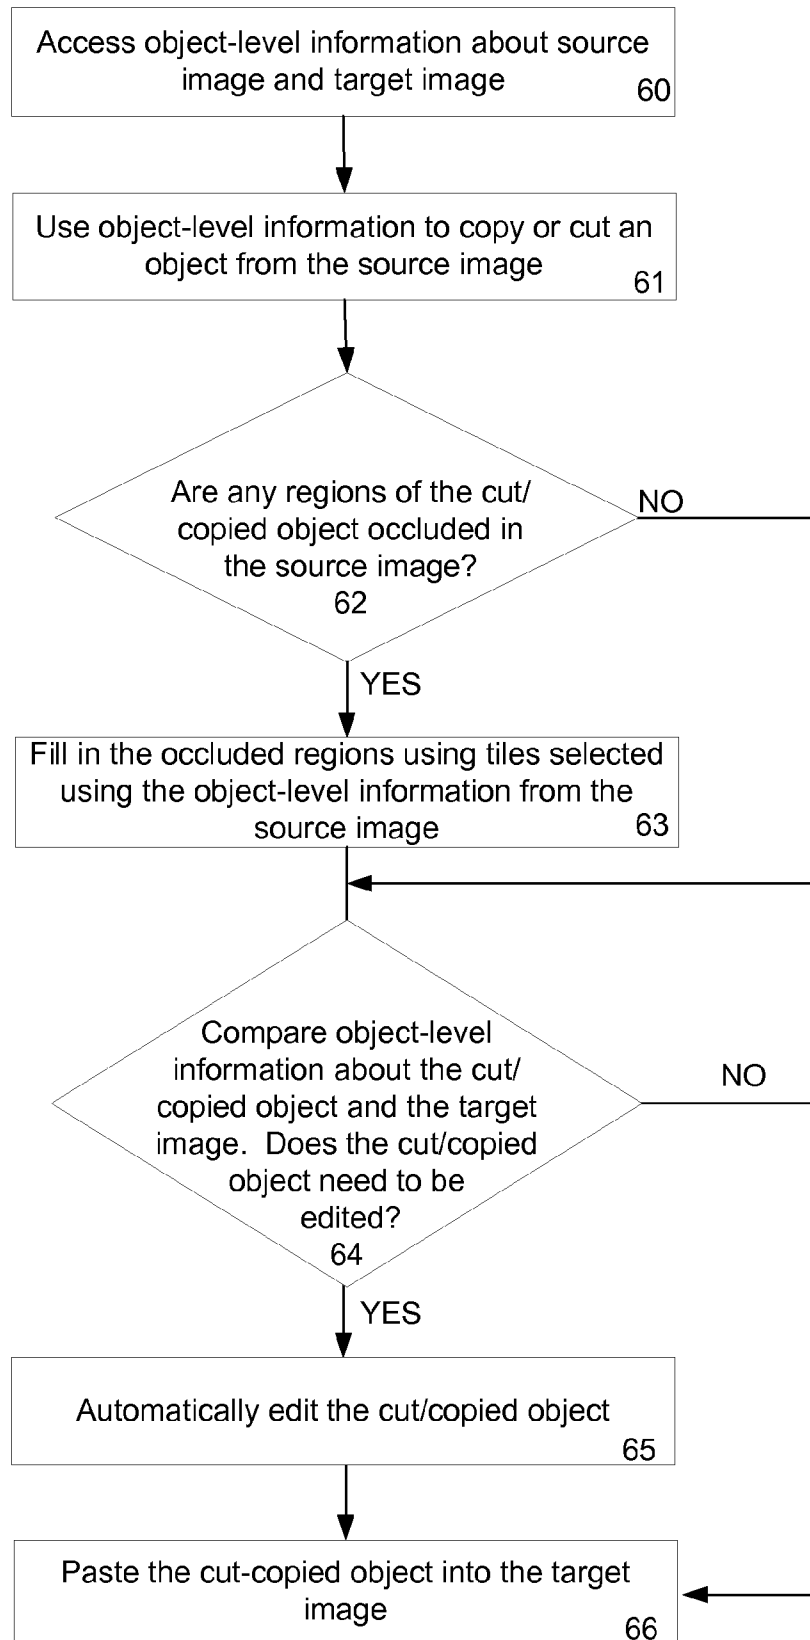 Access object-level information about source
image and target image
60
Use object-level information to copy or cut an
object from the source image
61
Are any regions of the cut/
copied object occluded in
the source image?
62
NO
YES
Fill in the occluded regions using tiles selected
using the object-level information from the
source image
63
Compare object-level
information about the cut/
copied object and the target
image.  Does the cut/copied
object need to be
edited?
64
NO
YES
Automatically edit the cut/copied object
65
Paste the cut-copied object into the target
image
66